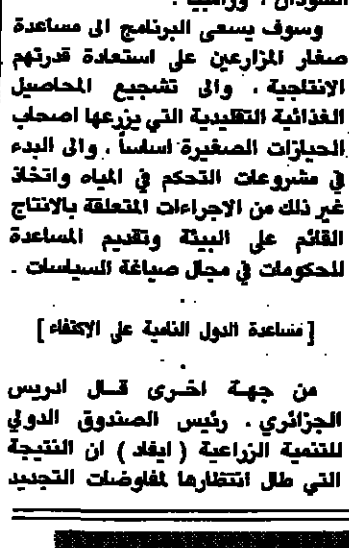 السودان ، وزامبيا .
وسوف يسعى البرنامج الى مساعدة
صغار المزارعين على استعادة قدرتهم
الانتاجية ، والى تشجيع المحاصيل
الغذائية التقليدية التي يزرعها اصحاب
الحيازات الصغيرة اساساً ، والى البدء
في مشروعات التحكم في المياه واتخاذ
غير ذلك من الاجراءات المتعلقة بالانتاج
القائم على البيئة وتقديم المساعدة
للحكومات في مجال صياغة السياسات .
[ مساعدة الدول النامية على الاكتفاء ]
من جهة اخرى قال ادريس
الجزائري ، رئيس الصندوق الدولي
للتنمية الزراعية ( ايفاد ) ان النتيجة
التي طال انتظارها لمفاوضات التجديد